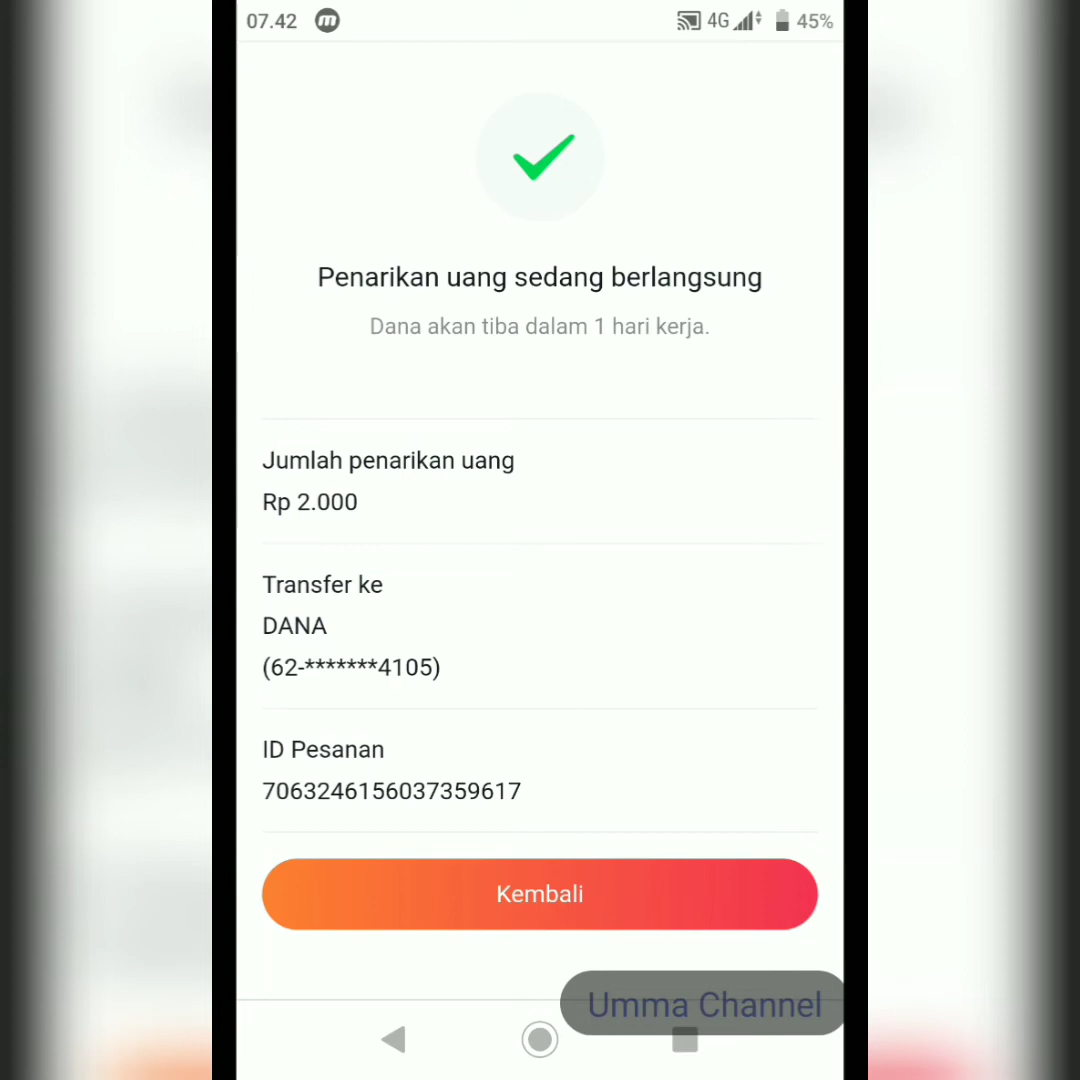 07.42 m 4G 45%
Penarikan uang sedang berlangsung
Dana akan tiba dalam 1 hari kerja.
Jumlah penarikan uang
Rp 2.000
Transfer ke
DANA
(62-*******4105)
ID Pesanan
7063246156037359617
Kembali
Umma Channel